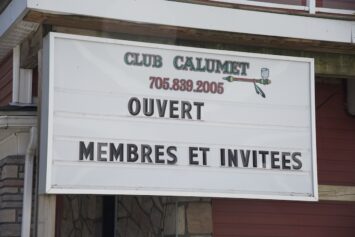 CLUB CALUMET
705.839.2005
OUVERT
MEMBRES ET INVITEES